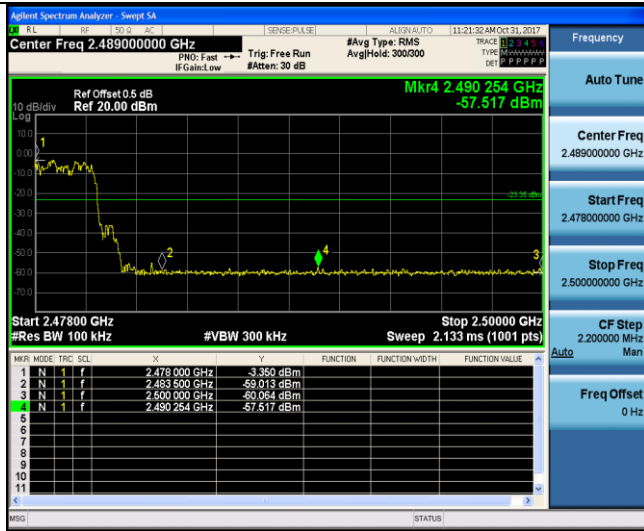 Agilent Spectrum Analyzer - Swept SA
RL RF 50 Ω AC SENSE:PULSE ALIGNAUTO 11:21:32 AM Oct 31, 2017
Center Freq 2.489000000 GHz
PNO: Fast
IFGain:Low
Trig: Free Run
#Atten: 30 dB
#Avg Type: RMS
Avg|Hold: 300/300
TRACE 1 2 3 4 5 6
TYPE M
DET P P P P P P
Ref Offset 0.5 dB
10 dB/div Ref 20.00 dBm
Log
Mkr4 2.490 254 GHz
-57.517 dBm
10.0
0.00
-10.0
-20.0
-30.0
-40.0
-50.0
-60.0
-70.0
1
2
4
3
-23.35 dBm
Start 2.47800 GHz Stop 2.50000 GHz
#Res BW 100 kHz #VBW 300 kHz Sweep 2.133 ms (1001 pts)
MKR MODE TRC SCL X Y FUNCTION FUNCTION WIDTH FUNCTION VALUE
1 N 1 f 2.478 000 GHz -3.350 dBm
2 N 1 f 2.483 500 GHz -59.013 dBm
3 N 1 f 2.500 000 GHz -60.064 dBm
4 N 1 f 2.490 254 GHz -57.517 dBm
5
6
7
8
9
10
11
MSG STATUS
Frequency
Auto Tune
Center Freq
2.489000000 GHz
Start Freq
2.478000000 GHz
Stop Freq
2.500000000 GHz
CF Step
2.200000 MHz
Auto Man
Freq Offset
0 Hz